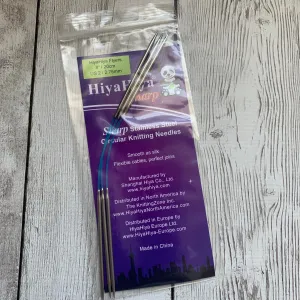 HiyaHiya
Sharp
Sharp Stainless Steel
Circular Knitting Needles
Smooth as silk
Flexible cables, perfect joins
Manufactured by
Shanghai Hiya Co., Ltd.
www.hiyahiya.com
Distributed in North America by
The KnittingZone Inc.
www.HiyaHiyaNorthAmerica.com
Distributed in Europe by
HiyaHiya Europe Ltd.
www.HiyaHiya-Europe.com
Made in China